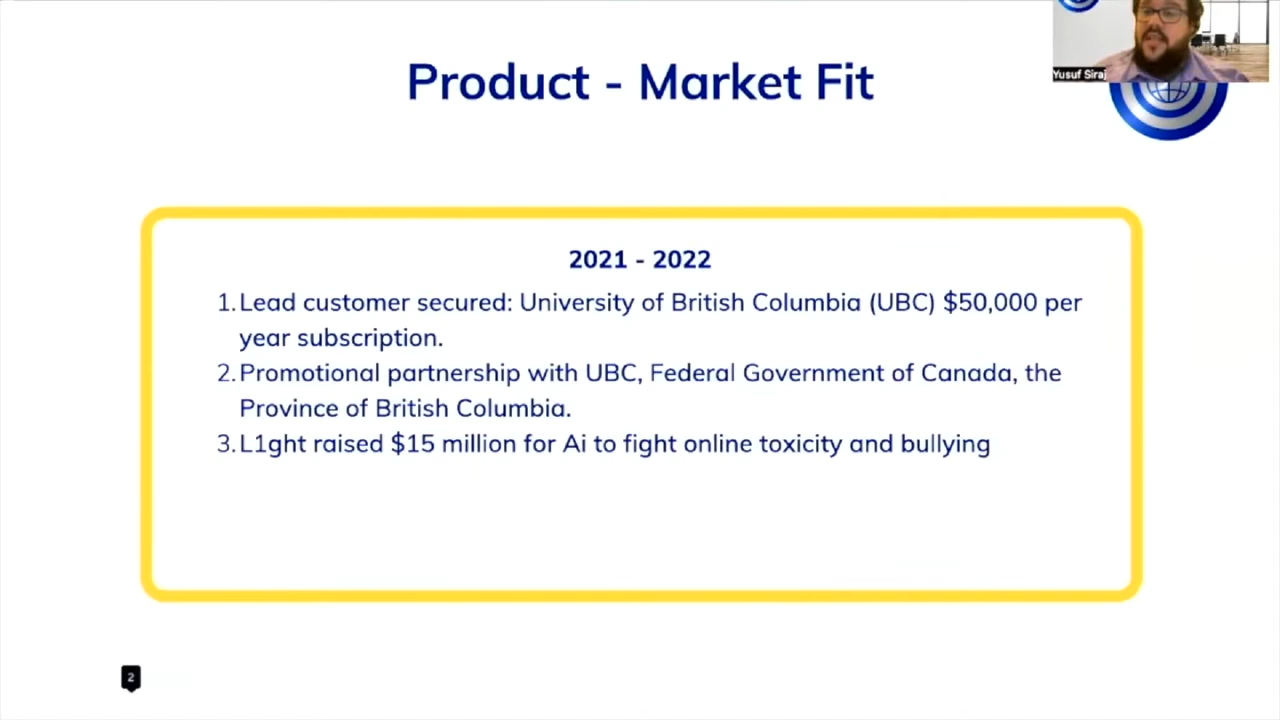 Product - Market Fit
Yusuf Siraj
2021 - 2022
1. Lead customer secured: University of British Columbia (UBC) $50,000 per
year subscription.
2. Promotional partnership with UBC, Federal Government of Canada, the
Province of British Columbia.
3. L1ght raised $15 million for Ai to fight online toxicity and bullying
2